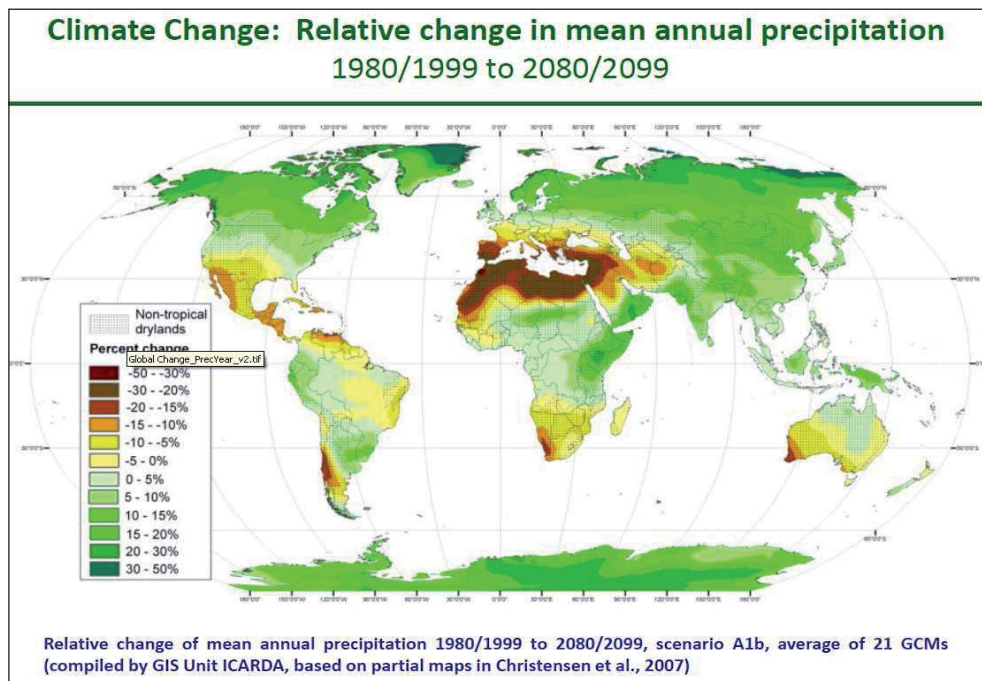 Climate Change: Relative change in mean annual precipitation
1980/1999 to 2080/2099
Non-tropical
drylands
Percent change
Global Change_PrecYear_v2.tif
-50 - -30%
-30 - -20%
-20 - -15%
-15 - -10%
-10 - -5%
-5 - 0%
0 - 5%
5 - 10%
10 - 15%
15 - 20%
20 - 30%
30 - 50%
Relative change of mean annual precipitation 1980/1999 to 2080/2099, scenario A1b, average of 21 GCMs
(compiled by GIS Unit ICARDA, based on partial maps in Christensen et al., 2007)